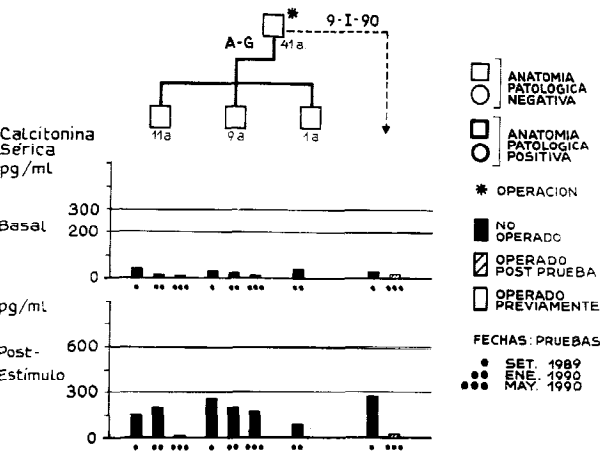 ✱ 9-I-90
A-G
41a.
11a 9a 1a
Calcitonina
Sérica
pg/ml
300
Basal
200
0
• •• ••• • •• ••• •• • •••
pg/ml
600
Post-
Estímulo
300
0
• •• ••• • •• ••• •• • •••
ANATOMIA
PATOLOGICA
NEGATIVA
ANATOMIA
PATOLOGICA
POSITIVA
✱ OPERACION
NO
OPERADO
OPERADO
POST PRUEBA
OPERADO
PREVIAMENTE
FECHAS: PRUEBAS
• SET. 1989
•• ENE. 1990
••• MAY. 1990